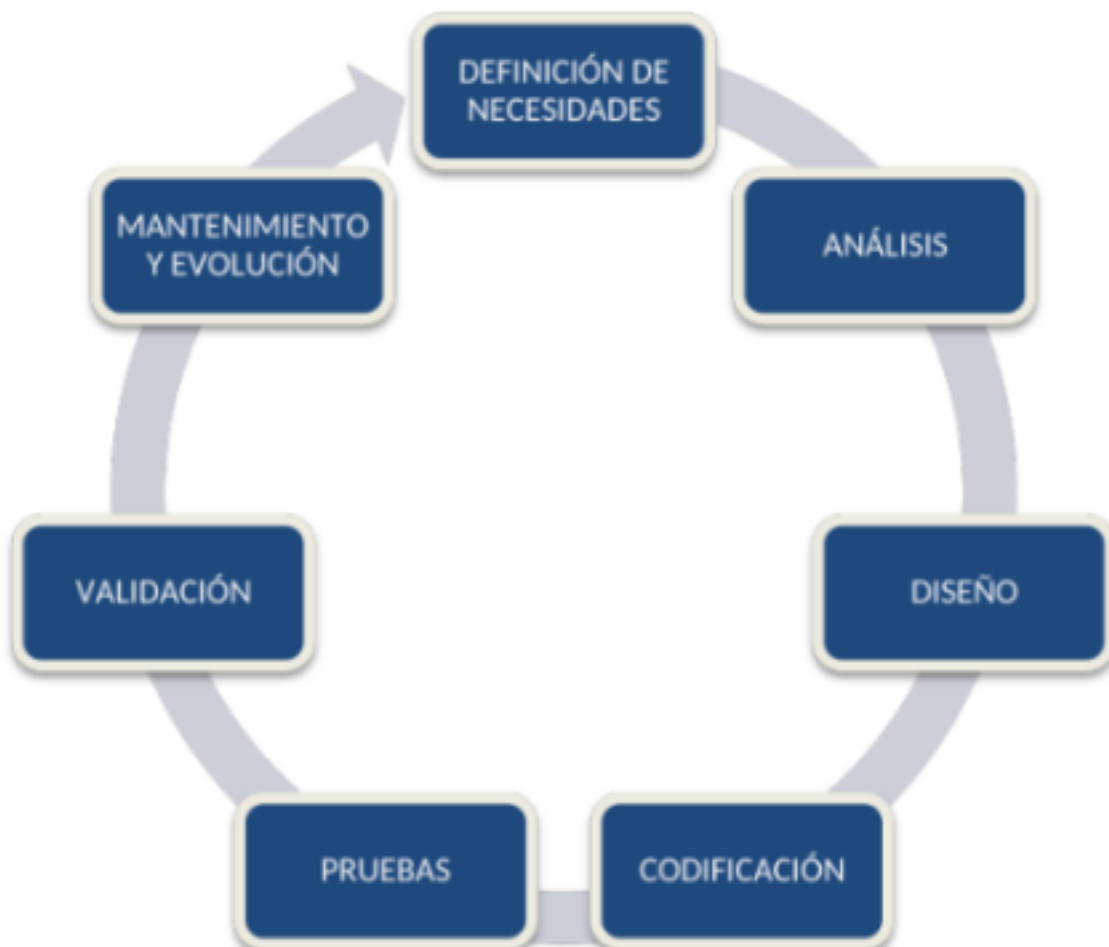 DEFINICIÓN DE
NECESIDADES
ANÁLISIS
DISEÑO
CODIFICACIÓN
PRUEBAS
VALIDACIÓN
MANTENIMIENTO
Y EVOLUCIÓN